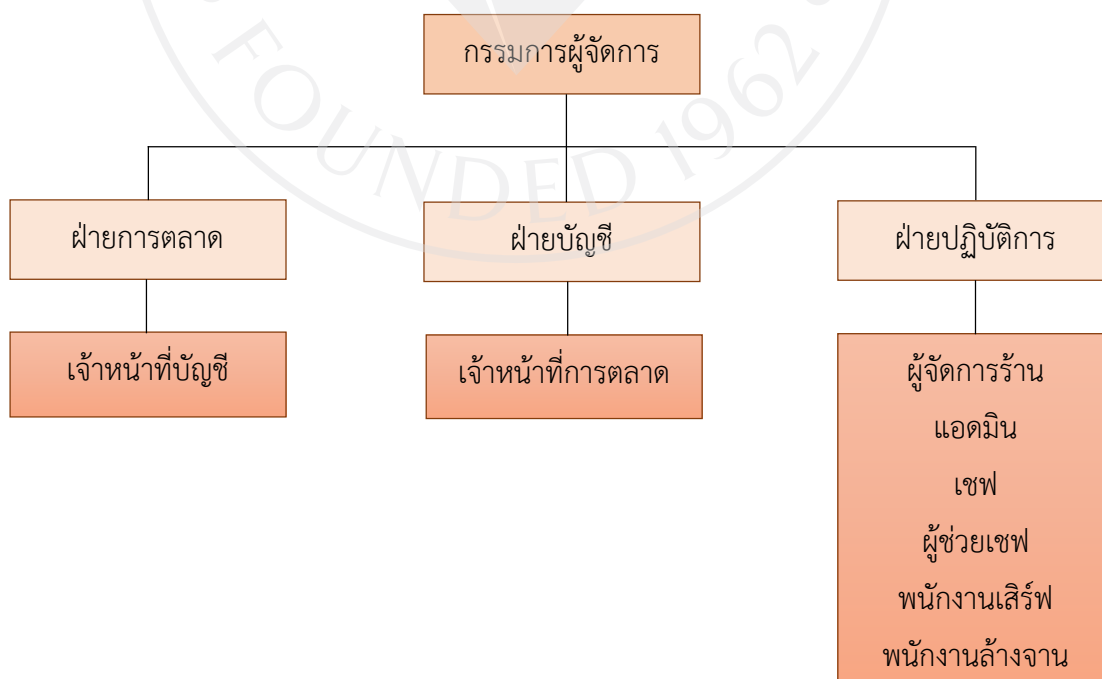 กรรมการผู้จัดการ
FOUNDED 1962
ฝ่ายการตลาด
ฝ่ายบัญชี
ฝ่ายปฏิบัติการ
เจ้าหน้าที่บัญชี
เจ้าหน้าที่การตลาด
ผู้จัดการร้าน
แอดมิน
เชฟ
ผู้ช่วยเชฟ
พนักงานเสิร์ฟ
พนักงานล้างจาน